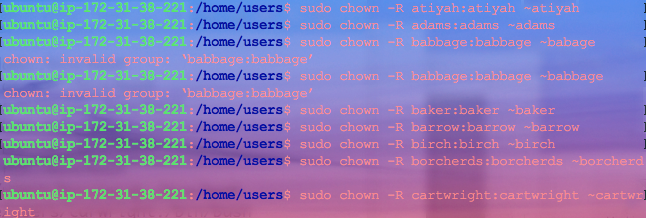 [ubuntu@ip-172-31-38-221:/home/users$ sudo chown -R atiyah:atiyah ~atiyah ]
[ubuntu@ip-172-31-38-221:/home/users$ sudo chown -R adams:adams ~adams ]
[ubuntu@ip-172-31-38-221:/home/users$ sudo chown -R babbage:babbage ~babage ]
chown: invalid group: ‘babbage:babbage’
[ubuntu@ip-172-31-38-221:/home/users$ sudo chown -R babbage:babbage ~babbage ]
chown: invalid group: ‘babbage:babbage’
[ubuntu@ip-172-31-38-221:/home/users$ sudo chown -R baker:baker ~baker ]
[ubuntu@ip-172-31-38-221:/home/users$ sudo chown -R barrow:barrow ~barrow ]
[ubuntu@ip-172-31-38-221:/home/users$ sudo chown -R birch:birch ~birch ]
[ubuntu@ip-172-31-38-221:/home/users$ sudo chown -R borcherds:borcherds ~borcherd]
s
[ubuntu@ip-172-31-38-221:/home/users$ sudo chown -R cartwright:cartwright ~cartwr]
ight